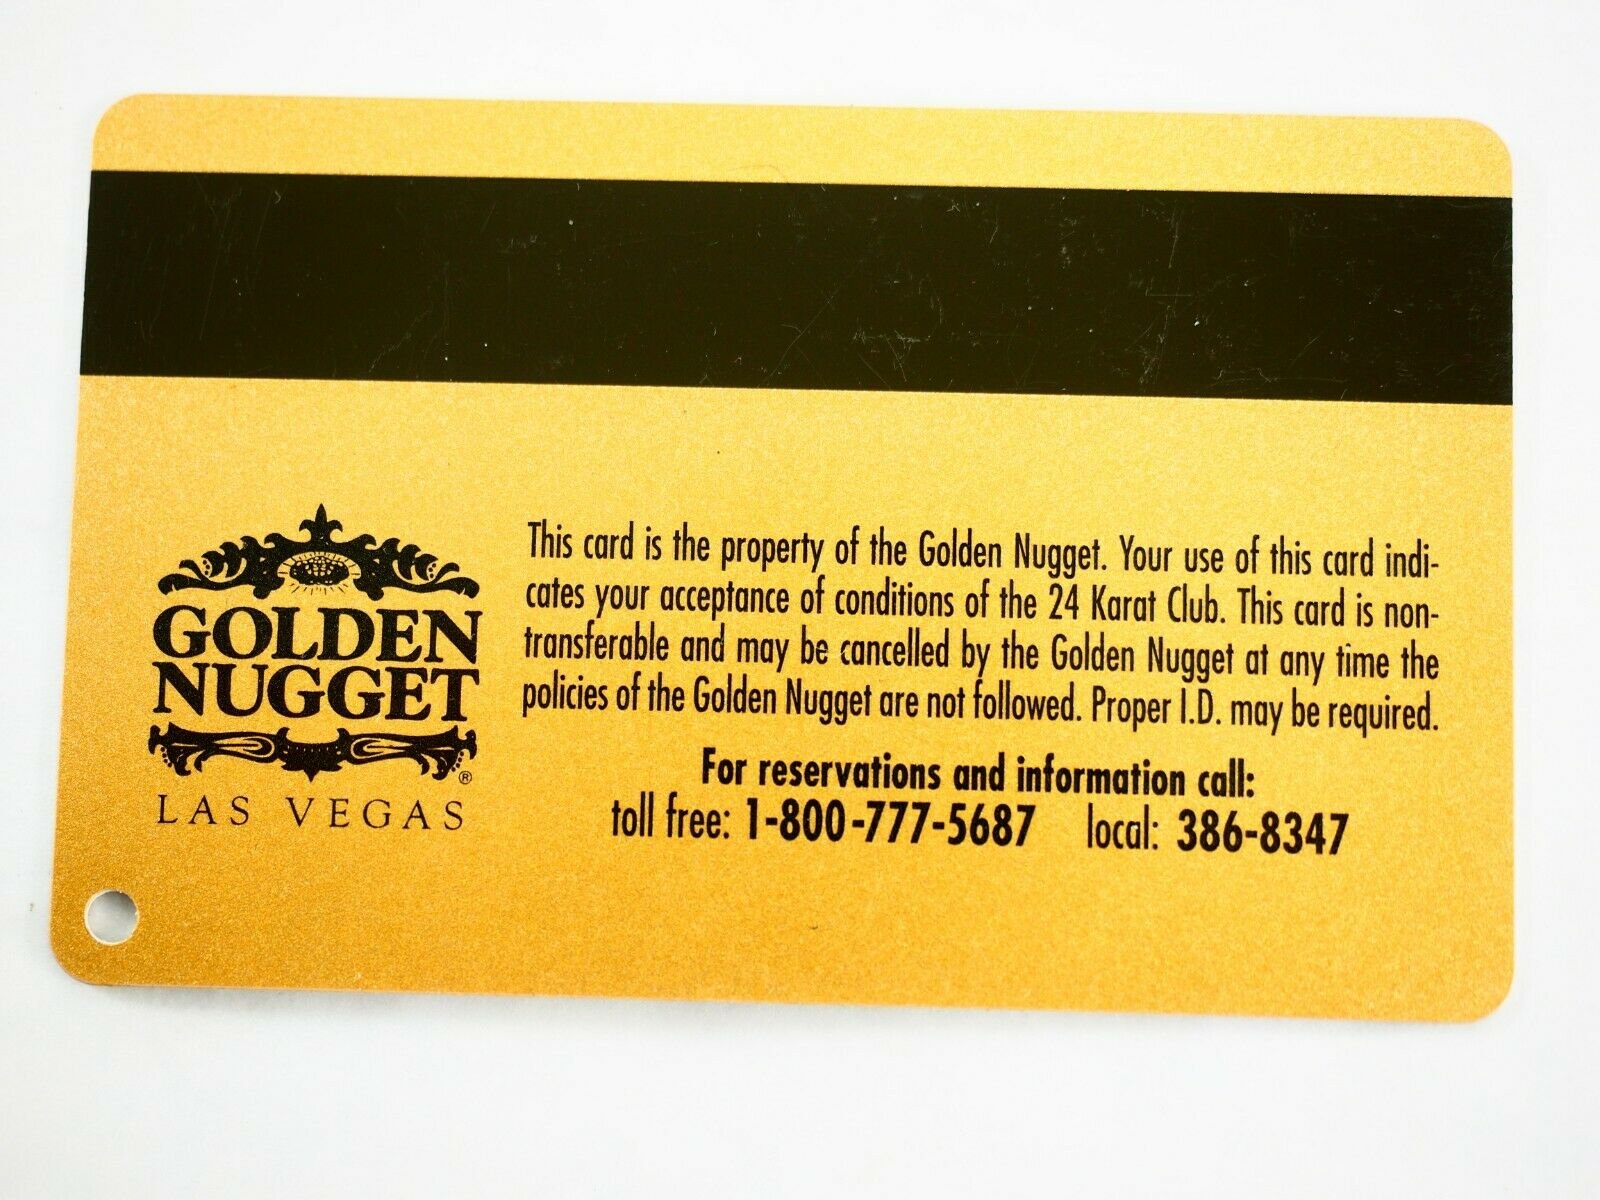 GOLDEN
NUGGET
®
LAS VEGAS
This card is the property of the Golden Nugget. Your use of this card indi-
cates your acceptance of conditions of the 24 Karat Club. This card is non-
transferable and may be cancelled by the Golden Nugget at any time the
policies of the Golden Nugget are not followed. Proper I.D. may be required.
For reservations and information call:
toll free: 1-800-777-5687 local: 386-8347